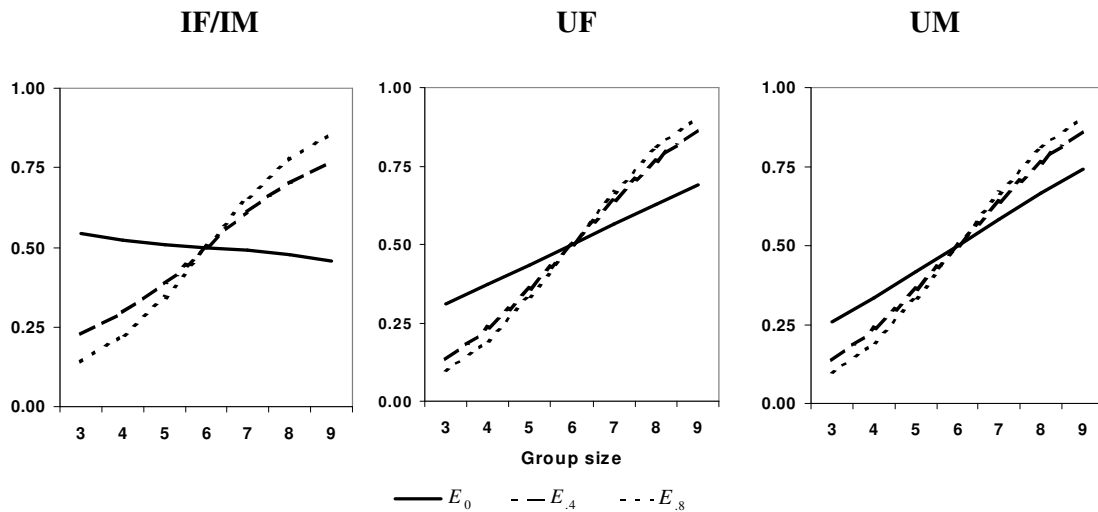 IF/IM UF UM
1.00 1.00 1.00
0.75 0.75 0.75
0.50 0.50 0.50
0.25 0.25 0.25
0.00 0.00 0.00
3 4 5 6 7 8 9 3 4 5 6 7 8 9 3 4 5 6 7 8 9
Group size
E0 E.4 E.8